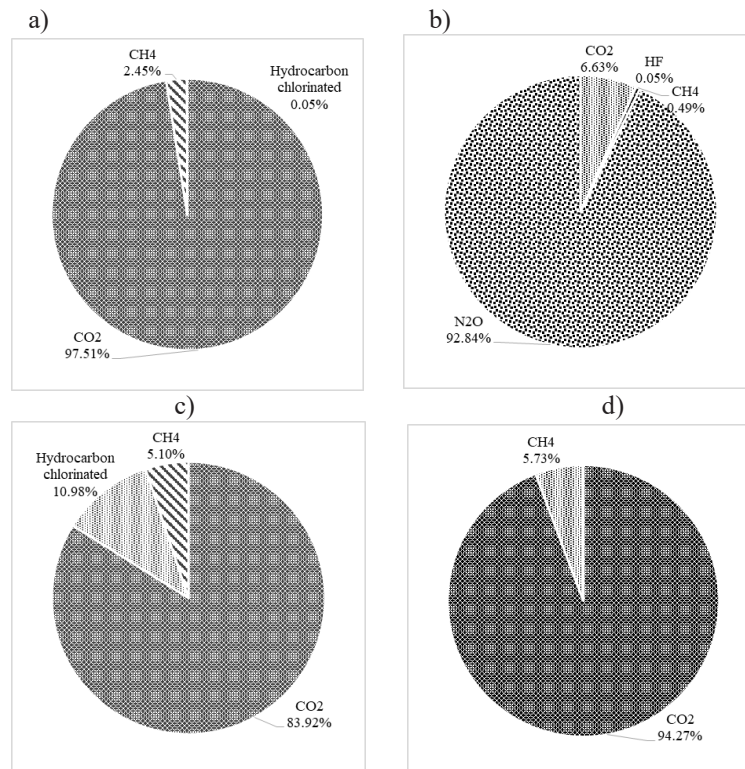 a)
CH4
2.45%
Hydrocarbon
chlorinated
0.05%
CO2
97.51%
b)
CO2
6.63%
HF
0.05%
CH4
0.49%
N2O
92.84%
c)
Hydrocarbon
chlorinated
10.98%
CH4
5.10%
CO2
83.92%
d)
CH4
5.73%
CO2
94.27%